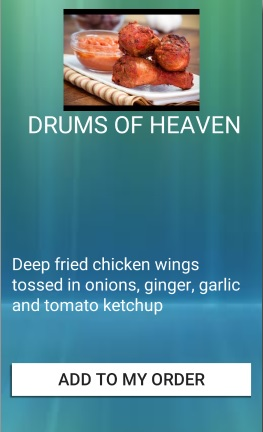 DRUMS OF HEAVEN
Deep fried chicken wings
tossed in onions, ginger, garlic
and tomato ketchup
ADD TO MY ORDER